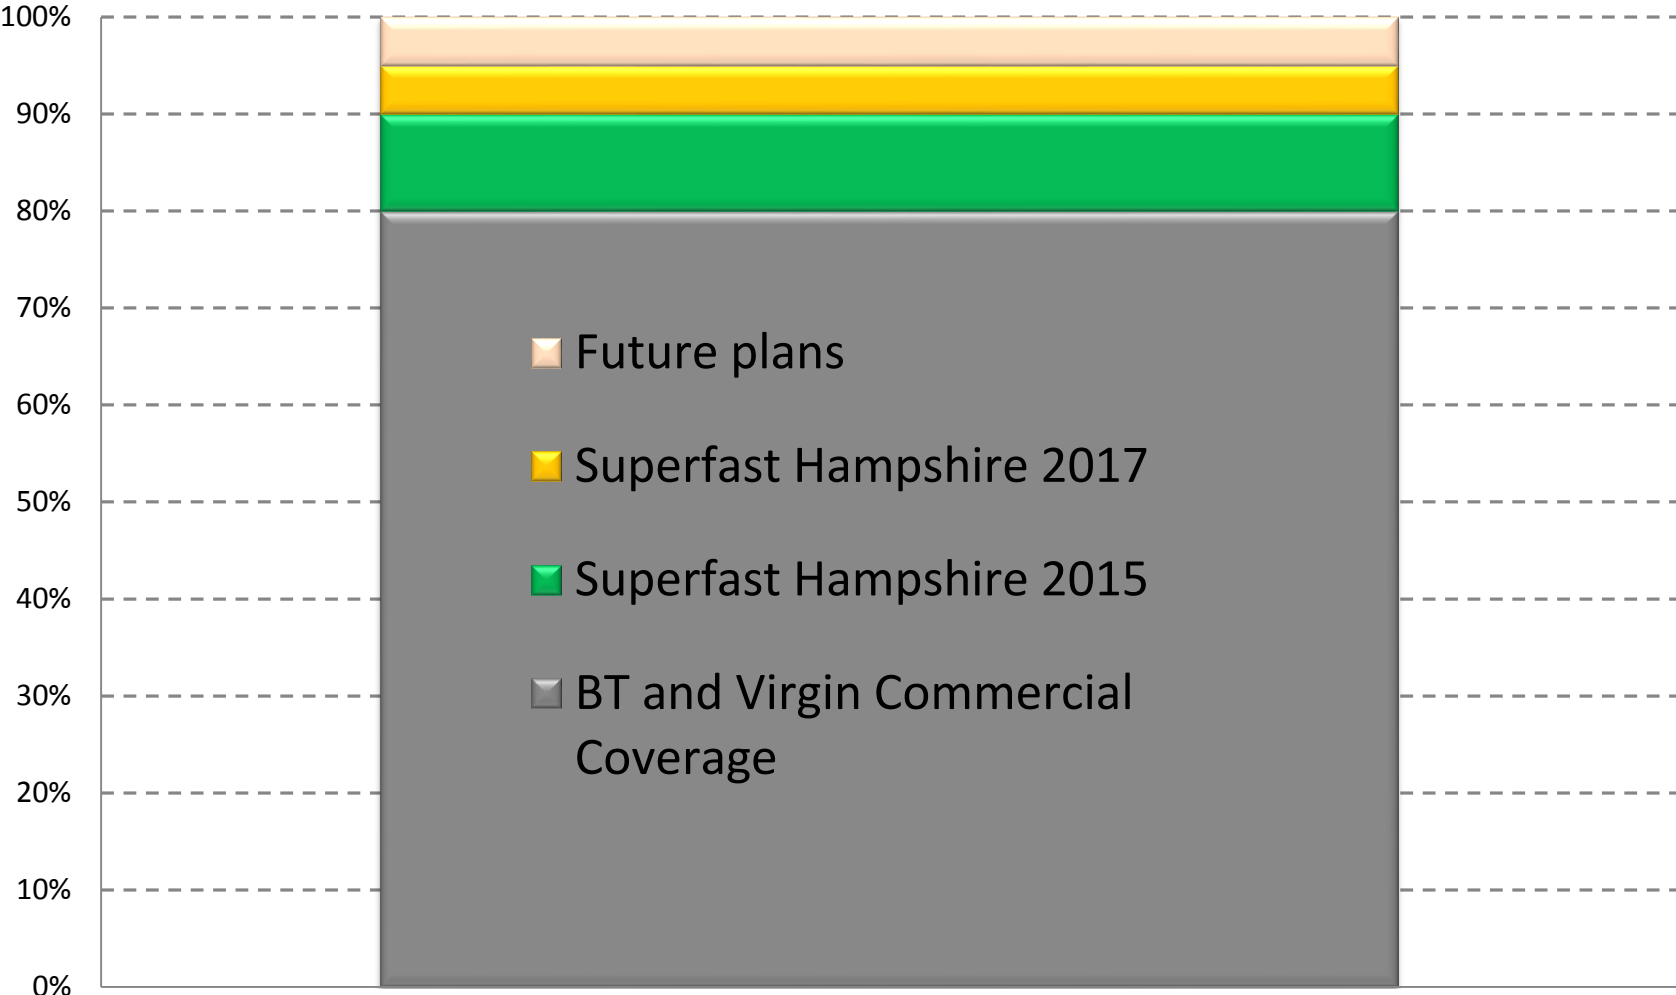 100%
90%
80%
70%
60%
50%
40%
30%
20%
10%
0%
Future plans
Superfast Hampshire 2017
Superfast Hampshire 2015
BT and Virgin Commercial
Coverage